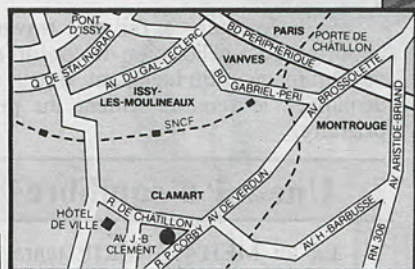 PONT
D'ISSY
PARIS
PORTE DE
CHÂTILLON
BD PERIPHÉRIQUE
Q. DE STALINGRAD
AV. DU GAL-LECLERC
VANVES
BD GABRIEL-PERI
AV. BROSSOLETTE
ISSY-
LES-MOULINEAUX
SNCF
MONTROUGE
AV. ARISTIDE-BRIAND
CLAMART
R. DE CHÂTILLON
AV. DE VERDUN
HÔTEL
DE VILLE
AV. J.-B
CLÉMENT
R. P. CORBY
AV. H-BARBUSSE
RN 306